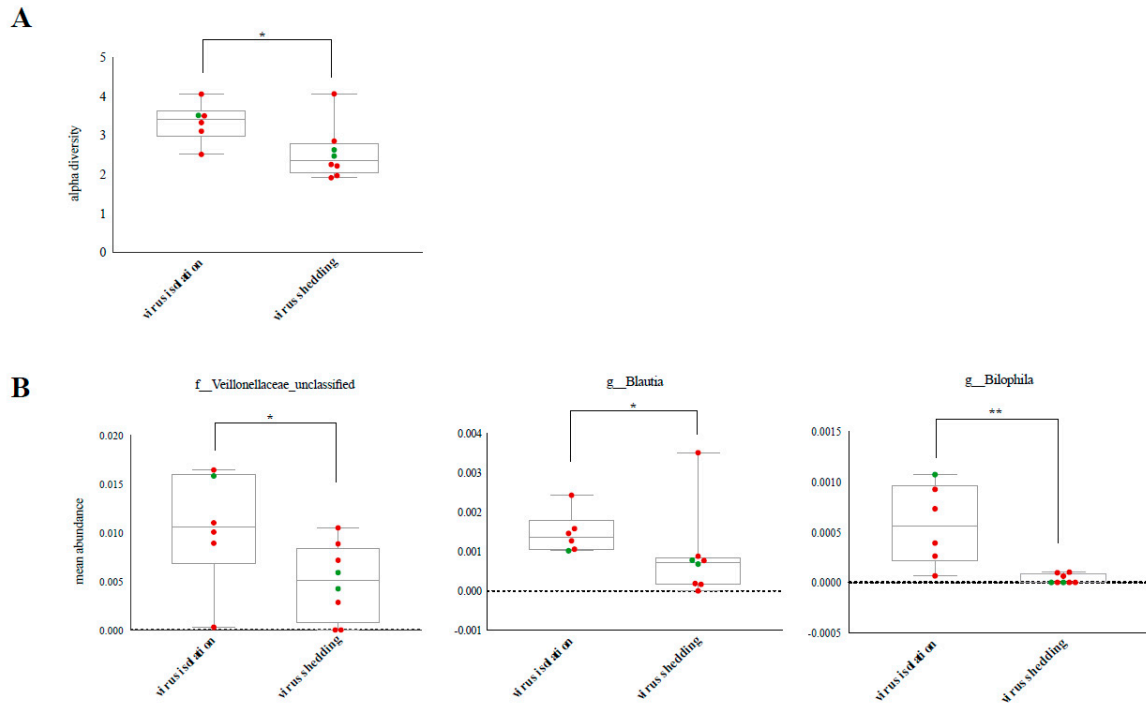 A
*
5
4
3
2
1
0
alpha diversity
virus isolation
virus shedding
B
f__Veillonellaceae_unclassified
*
0.020
0.015
0.010
0.005
0.000
mean abundance
virus isolation
virus shedding
g__Blautia
*
0.004
0.003
0.002
0.001
0.000
-0.001
virus isolation
virus shedding
g__Bilophila
**
0.0015
0.0010
0.0005
0.0000
-0.0005
virus isolation
virus shedding